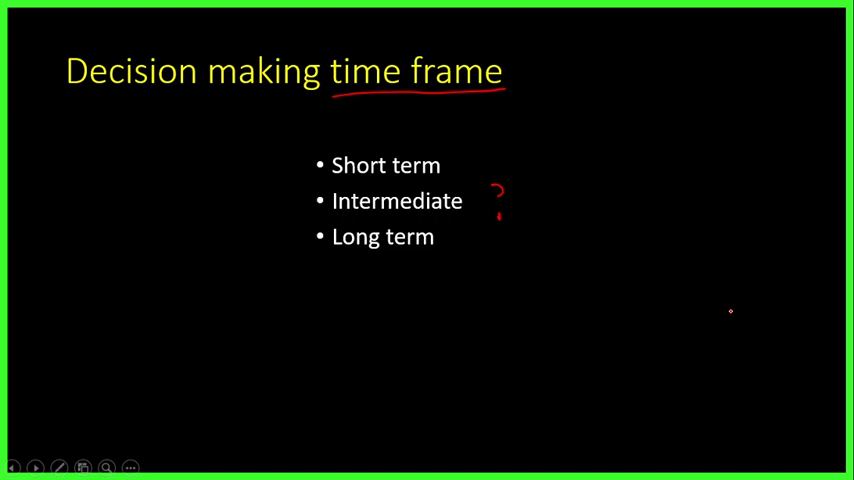 Decision making time frame
• Short term
• Intermediate ?
• Long term